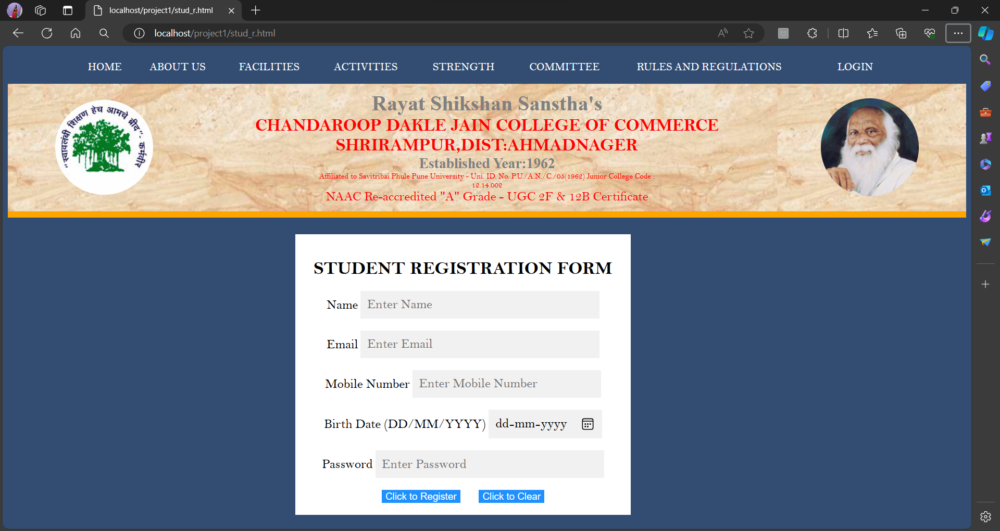 localhost/project1/stud_r.html
localhost/project1/stud_r.html
HOME ABOUT US FACILITIES ACTIVITIES STRENGTH COMMITTEE RULES AND REGULATIONS LOGIN
"स्वावलंबी शिक्षण हेच आमचे ब्रीद"- कर्मवीर
Rayat Shikshan Sanstha's
CHANDAROOP DAKLE JAIN COLLEGE OF COMMERCE
SHRIRAMPUR,DIST:AHMADNAGER
Established Year:1962
Affiliated to Savitribai Phule Pune University - Uni. ID. No. P.U./A.N./C./05(1962) Junior College Code :
12.14.002
NAAC Re-accredited "A" Grade - UGC 2F & 12B Certificate
STUDENT REGISTRATION FORM
Name Enter Name
Email Enter Email
Mobile Number Enter Mobile Number
Birth Date (DD/MM/YYYY) dd-mm-yyyy
Password Enter Password
Click to Register Click to Clear